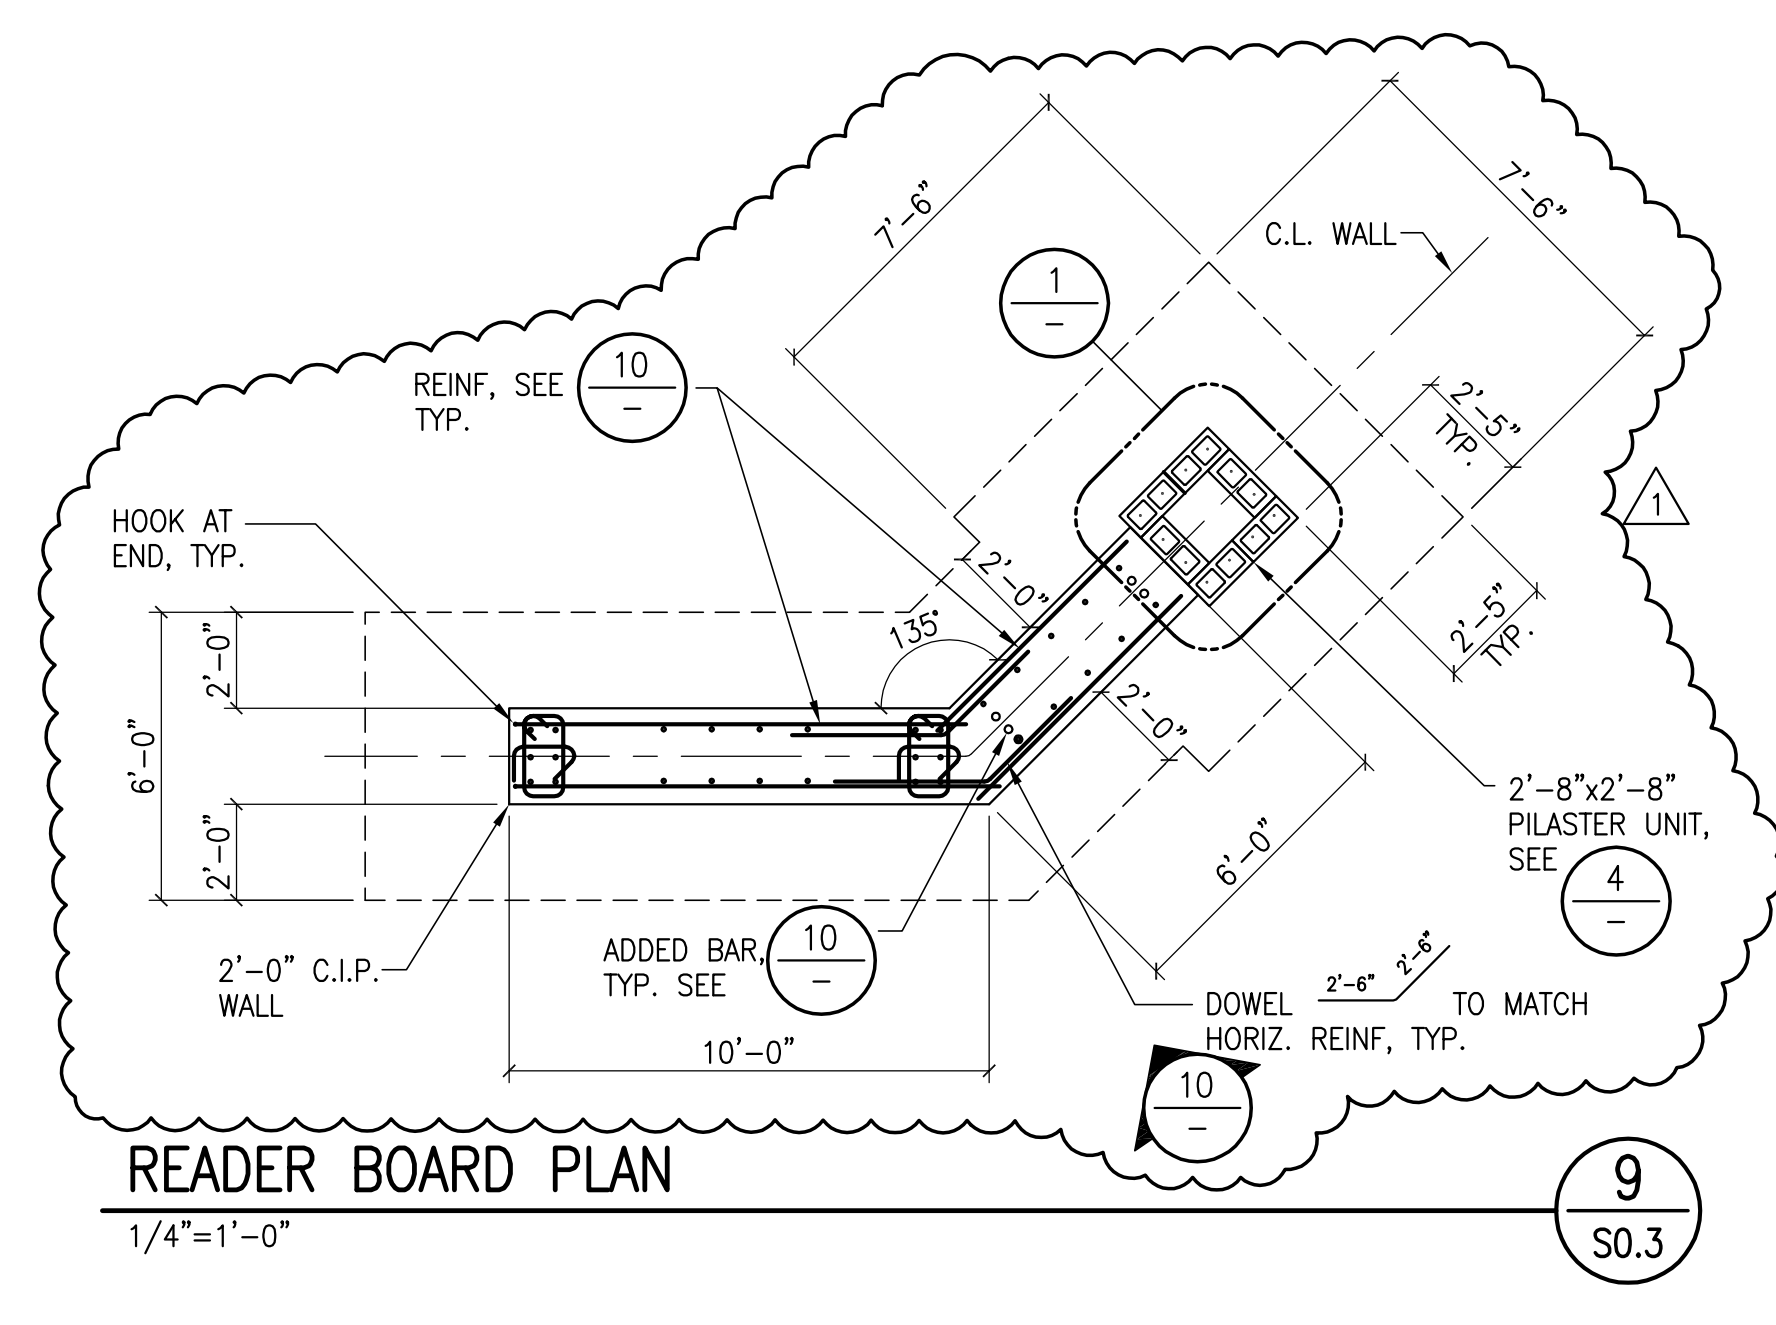 7'-6"
7'-6"
C.L. WALL
1
-
REINF, SEE
TYP.
10
-
2'-5"
TYP.
1
HOOK AT
END, TYP.
2'-0"
135°
2'-5"
TYP.
2'-0"
6'-0"
2'-0"
2'-0"
6'-0"
2'-8"x2'-8"
PILASTER UNIT,
SEE
4
-
ADDED BAR,
TYP. SEE
10
-
2'-0" C.I.P.
WALL
DOWEL 2'-6" 2'-6" TO MATCH
HORIZ. REINF, TYP.
10'-0"
10
-
READER BOARD PLAN
1/4"=1'-0"
9
S0.3